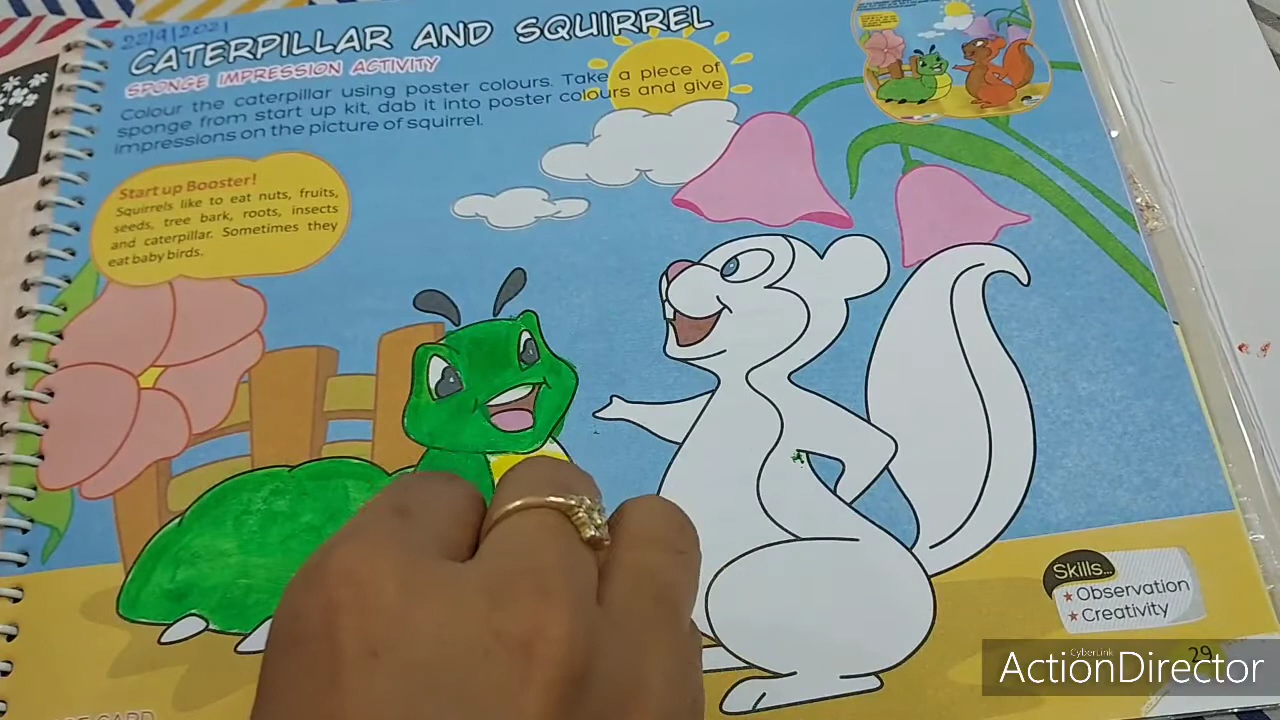 22/9/2021
CATERPILLAR AND SQUIRREL
SPONGE IMPRESSION ACTIVITY
Colour the caterpillar using poster colours. Take a piece of
sponge from start up kit, dab it into poster colours and give
impressions on the picture of squirrel.
Start up Booster!
Squirrels like to eat nuts, fruits,
seeds, tree bark, roots, insects
and caterpillar. Sometimes they
eat baby birds.
Skills...
★ Observation
★ Creativity
29
CyberLink
ActionDirector